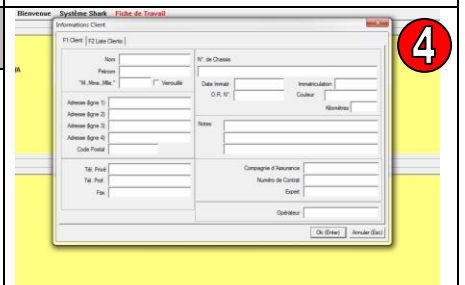 Bienvenue Système Shark Fiche de Travail
Informations Client
4
F1 Client F2 Liste Clients
Nom
Prénom
"M.,Mme.,Mlle." Verrouillé
Adresse (ligne 1)
Adresse (ligne 2)
Adresse (ligne 3)
Adresse (ligne 4)
Code Postal
Tél. Privé
Tél. Prof.
Fax
N° de Chassis
Date Immatr. Immatriculation
O.R. N° Couleur
Kilomètres
Notes
Compagnie d'Assurance
Numéro de Contrat
Expert
Opérateur
Ok (Enter) Annuler (Esc)